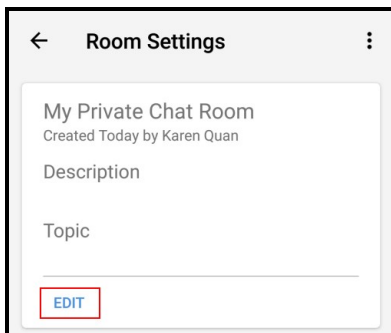 Room Settings
My Private Chat Room
Created Today by Karen Quan
Description
Topic
EDIT